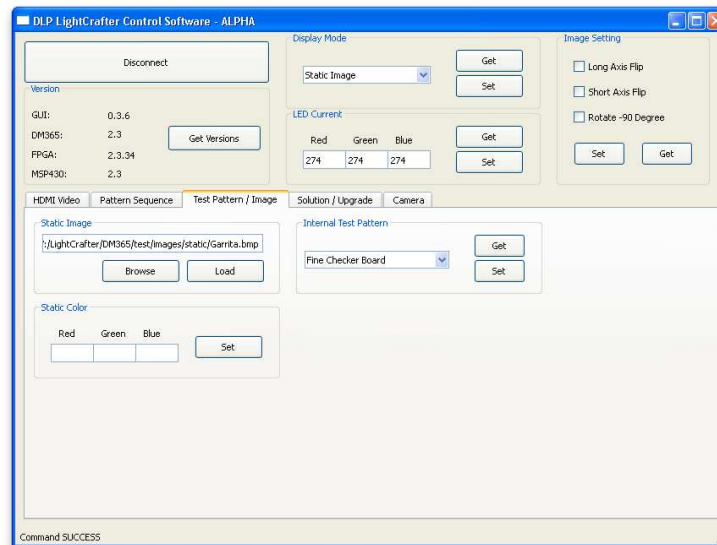 DLP LightCrafter Control Software - ALPHA
Disconnect
Version
GUI: 0.3.6
DM365: 2.3
FPGA: 2.3.34
MSP430: 2.3
Get Versions
Display Mode
Static Image
Get
Set
LED Current
Red Green Blue
274 274 274
Get
Set
Image Setting
Long Axis Flip
Short Axis Flip
Rotate -90 Degree
Set Get
HDMI Video Pattern Sequence Test Pattern / Image Solution / Upgrade Camera
Static Image
:/LightCrafter/DM365/test/images/static/Garrita.bmp
Browse Load
Internal Test Pattern
Fine Checker Board
Get
Set
Static Color
Red Green Blue
Set
Command SUCCESS